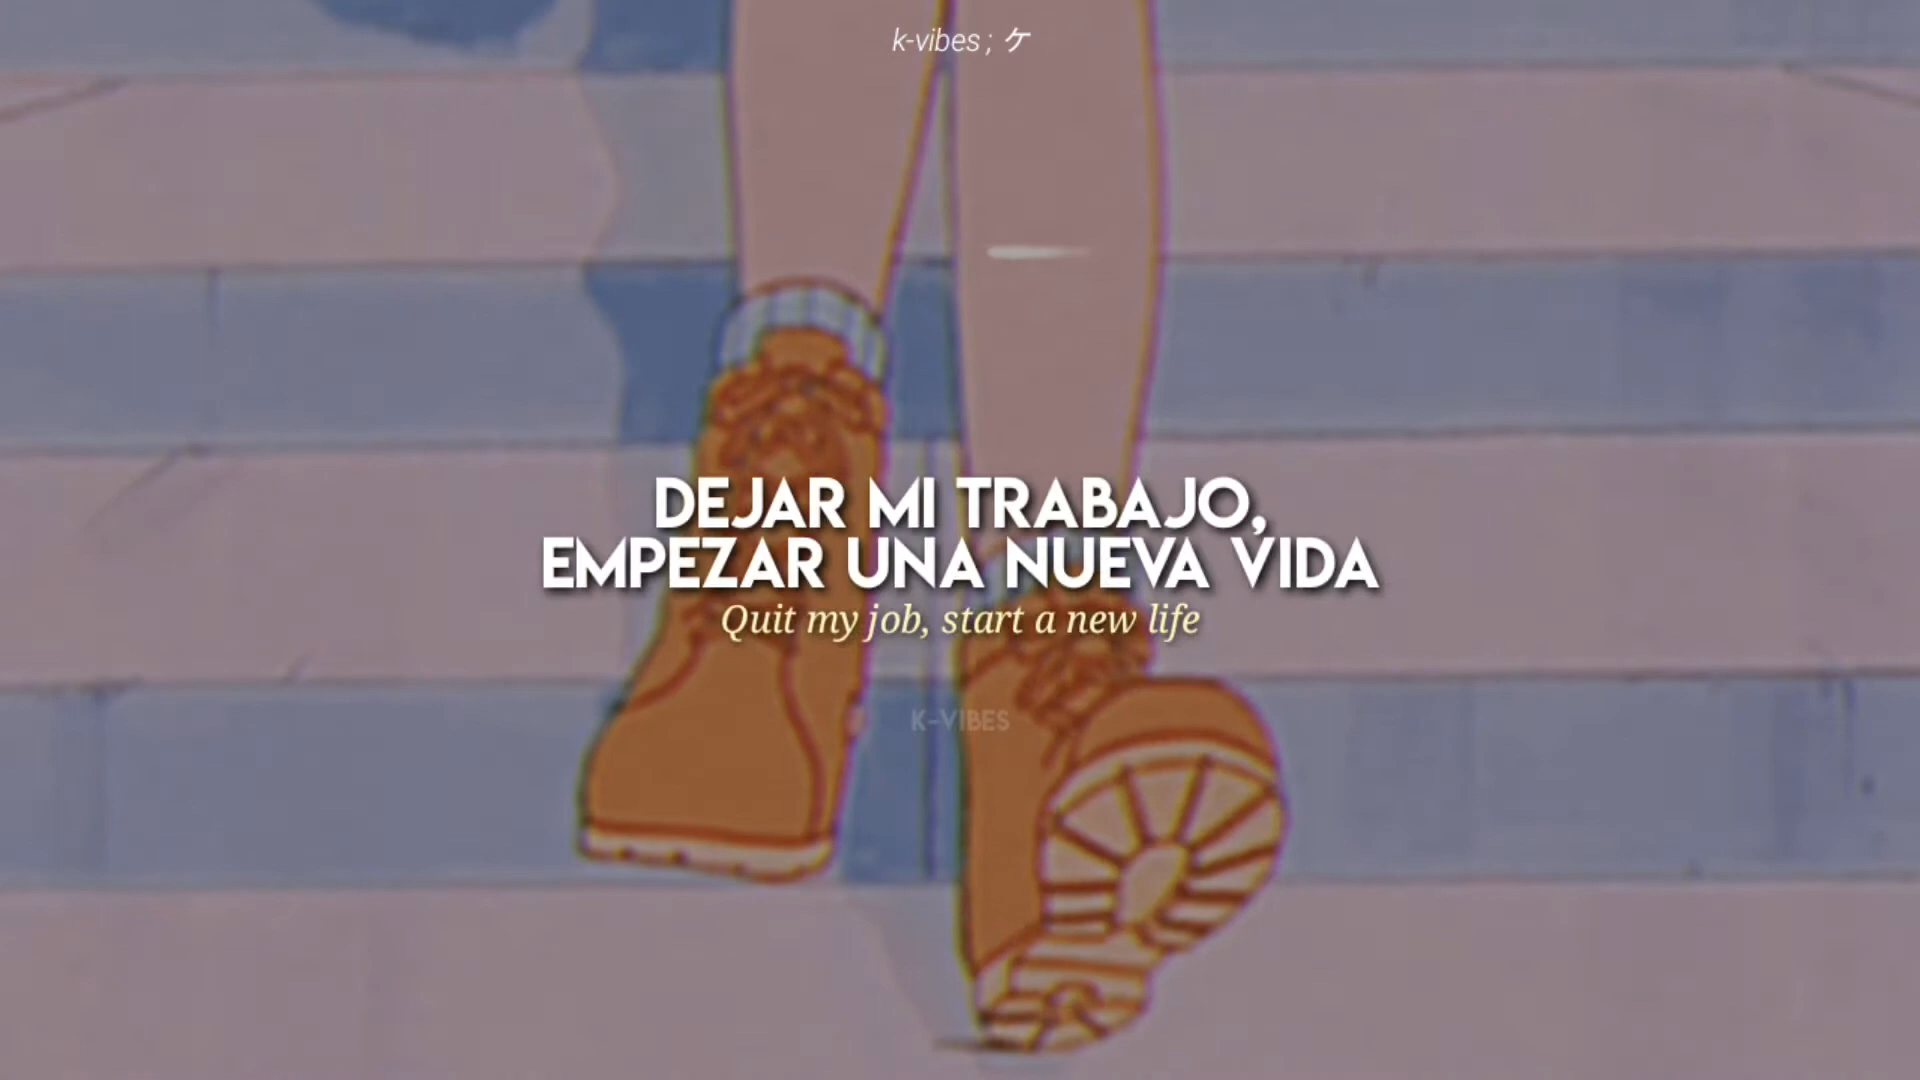 k-vibes ; ケ
DEJAR MI TRABAJO,
EMPEZAR UNA NUEVA VIDA
Quit my job, start a new life
K-VIBES